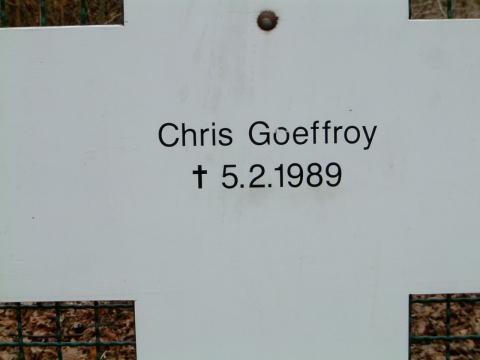 Chris Goeffroy
† 5.2.1989